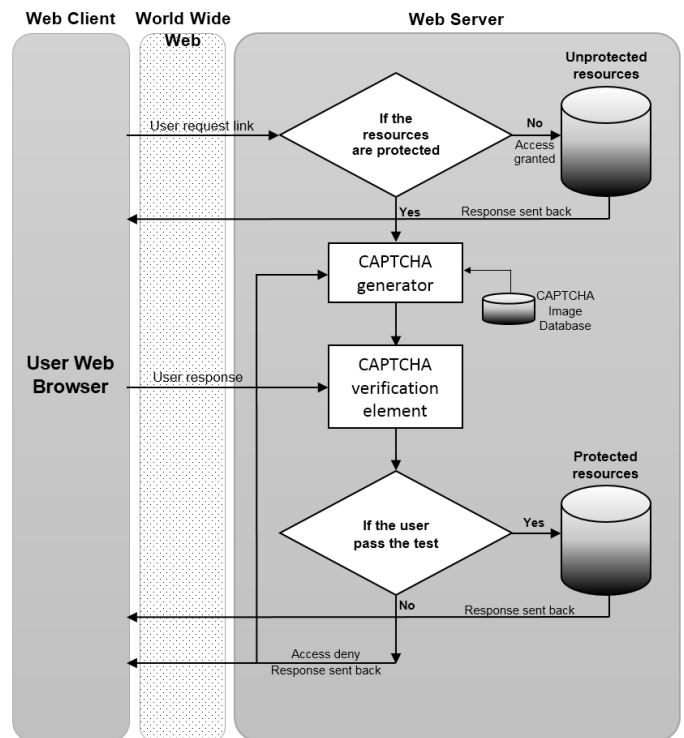 Web Client
World Wide
Web
Web Server
Unprotected
resources
User request link
If the
resources
are protected
No
Access
granted
Yes
Response sent back
CAPTCHA
generator
CAPTCHA
Image
Database
User Web
Browser
User response
CAPTCHA
verification
element
Protected
resources
If the user
pass the test
Yes
No
Response sent back
Access deny
Response sent back